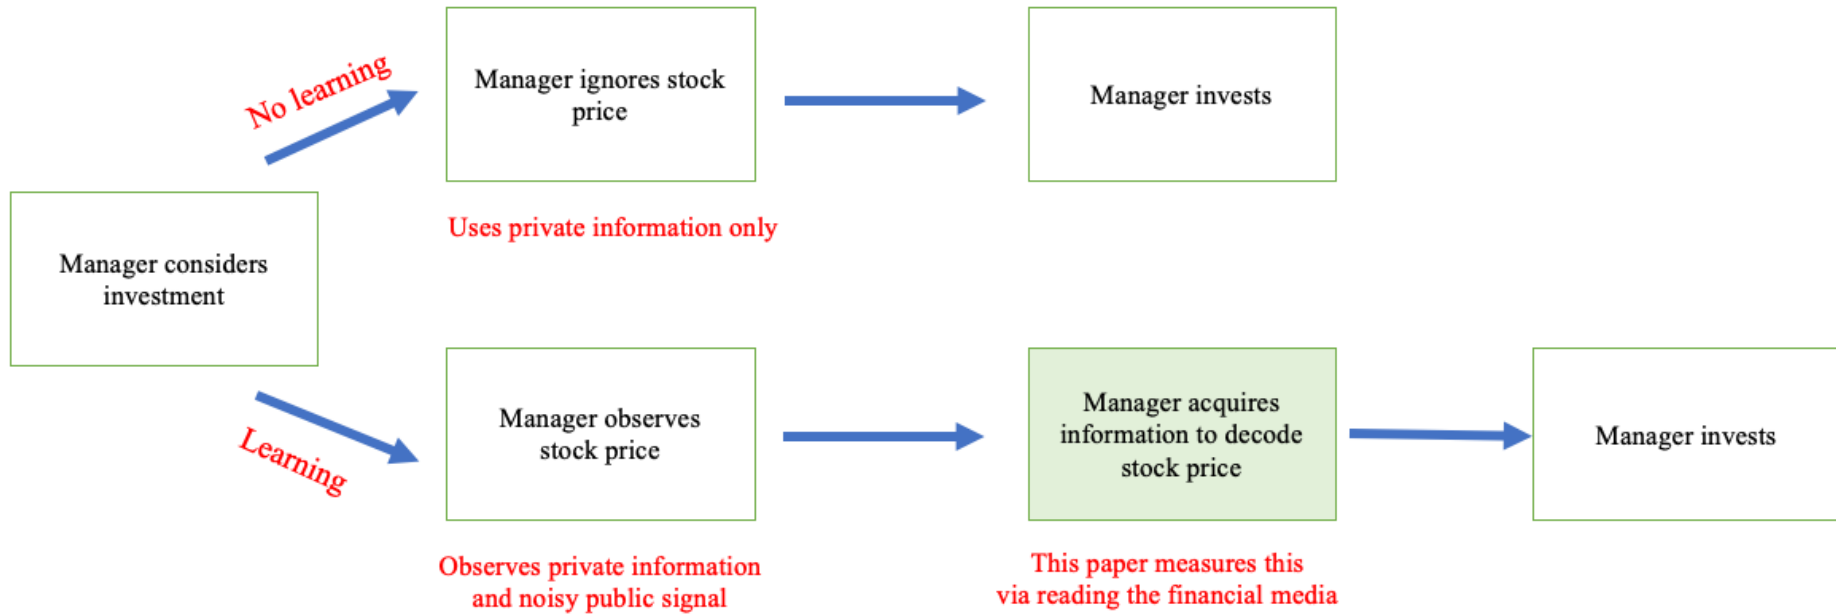 No learning
Manager ignores stock
price
Manager invests
Uses private information only
Manager considers
investment
Learning
Manager observes
stock price
Manager acquires
information to decode
stock price
Manager invests
Observes private information
and noisy public signal
This paper measures this
via reading the financial media